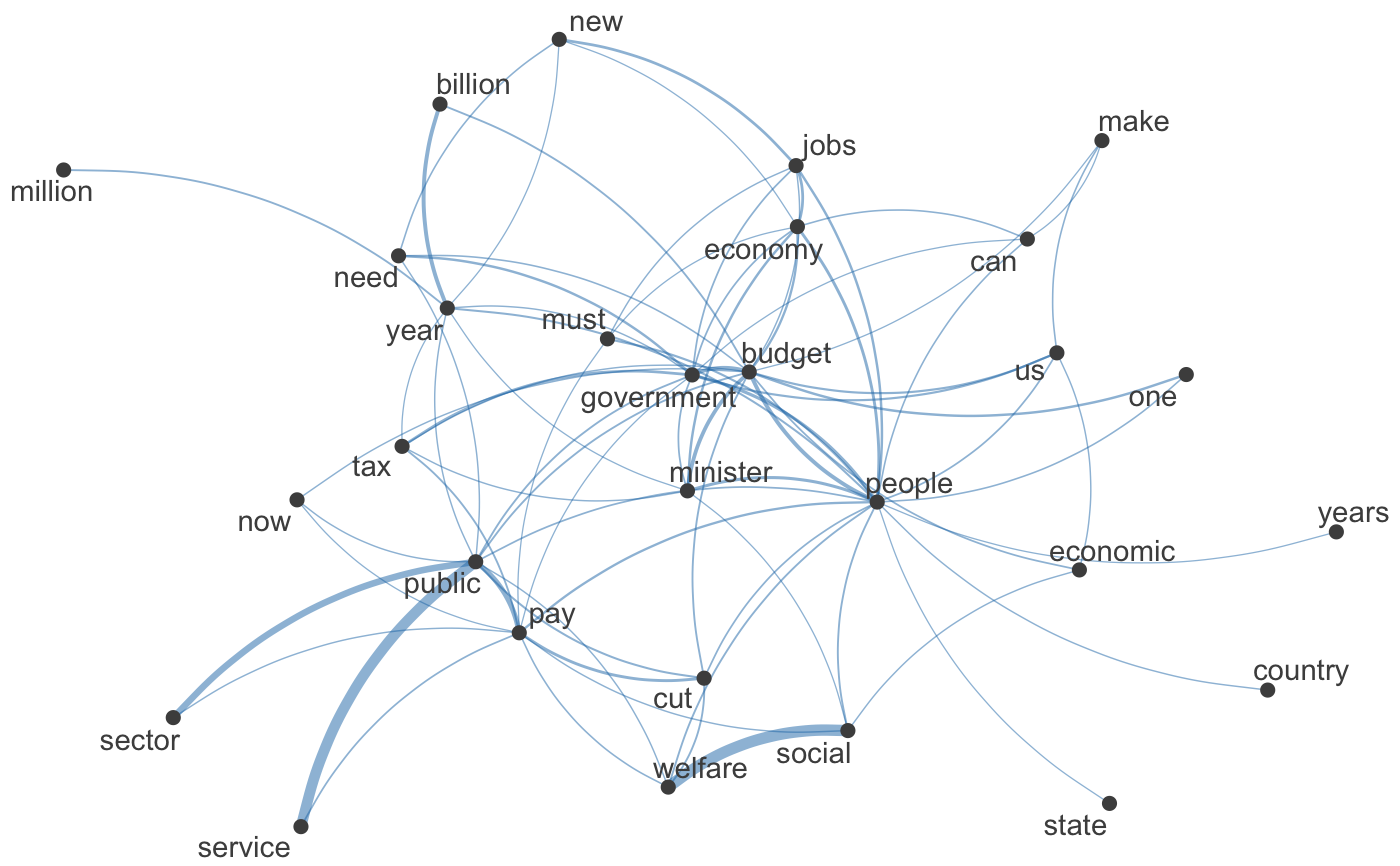 new
billion
make
jobs
million
economy
can
need
must
year
budget
us
government
one
tax
minister
people
now
years
economic
public
pay
country
cut
sector
social
welfare
state
service